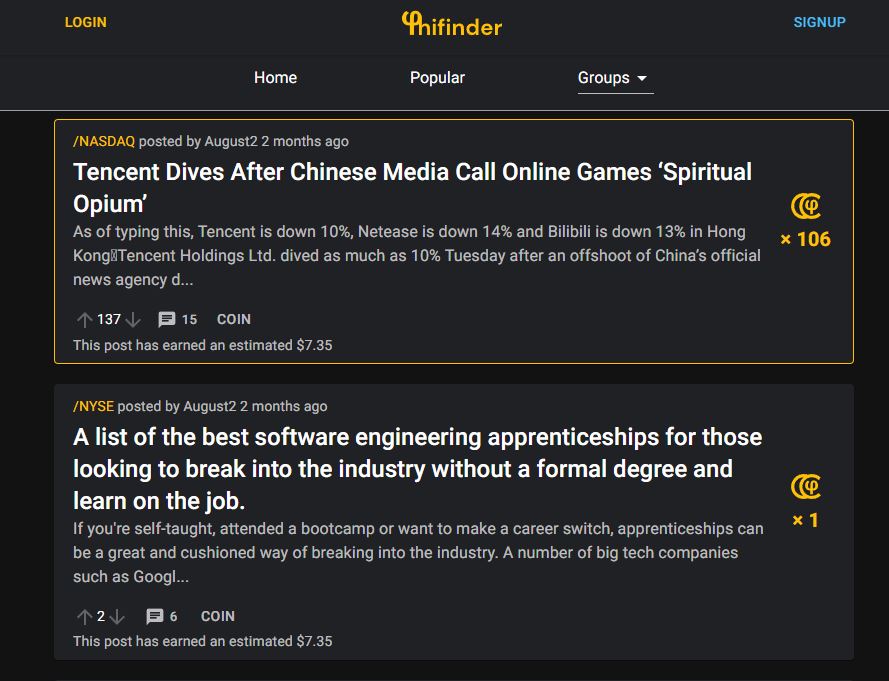 LOGIN
φhifinder
SIGNUP
Home
Popular
Groups
/NASDAQ posted by August2 2 months ago
Tencent Dives After Chinese Media Call Online Games ‘Spiritual
Opium’
As of typing this, Tencent is down 10%, Netease is down 14% and Bilibili is down 13% in Hong
Kong▯Tencent Holdings Ltd. dived as much as 10% Tuesday after an offshoot of China’s official
news agency d...
φ
× 106
137
15
COIN
This post has earned an estimated $7.35
/NYSE posted by August2 2 months ago
A list of the best software engineering apprenticeships for those
looking to break into the industry without a formal degree and
learn on the job.
If you're self-taught, attended a bootcamp or want to make a career switch, apprenticeships can
be a great and cushioned way of breaking into the industry. A number of big tech companies
such as Googl...
φ
× 1
2
6
COIN
This post has earned an estimated $7.35